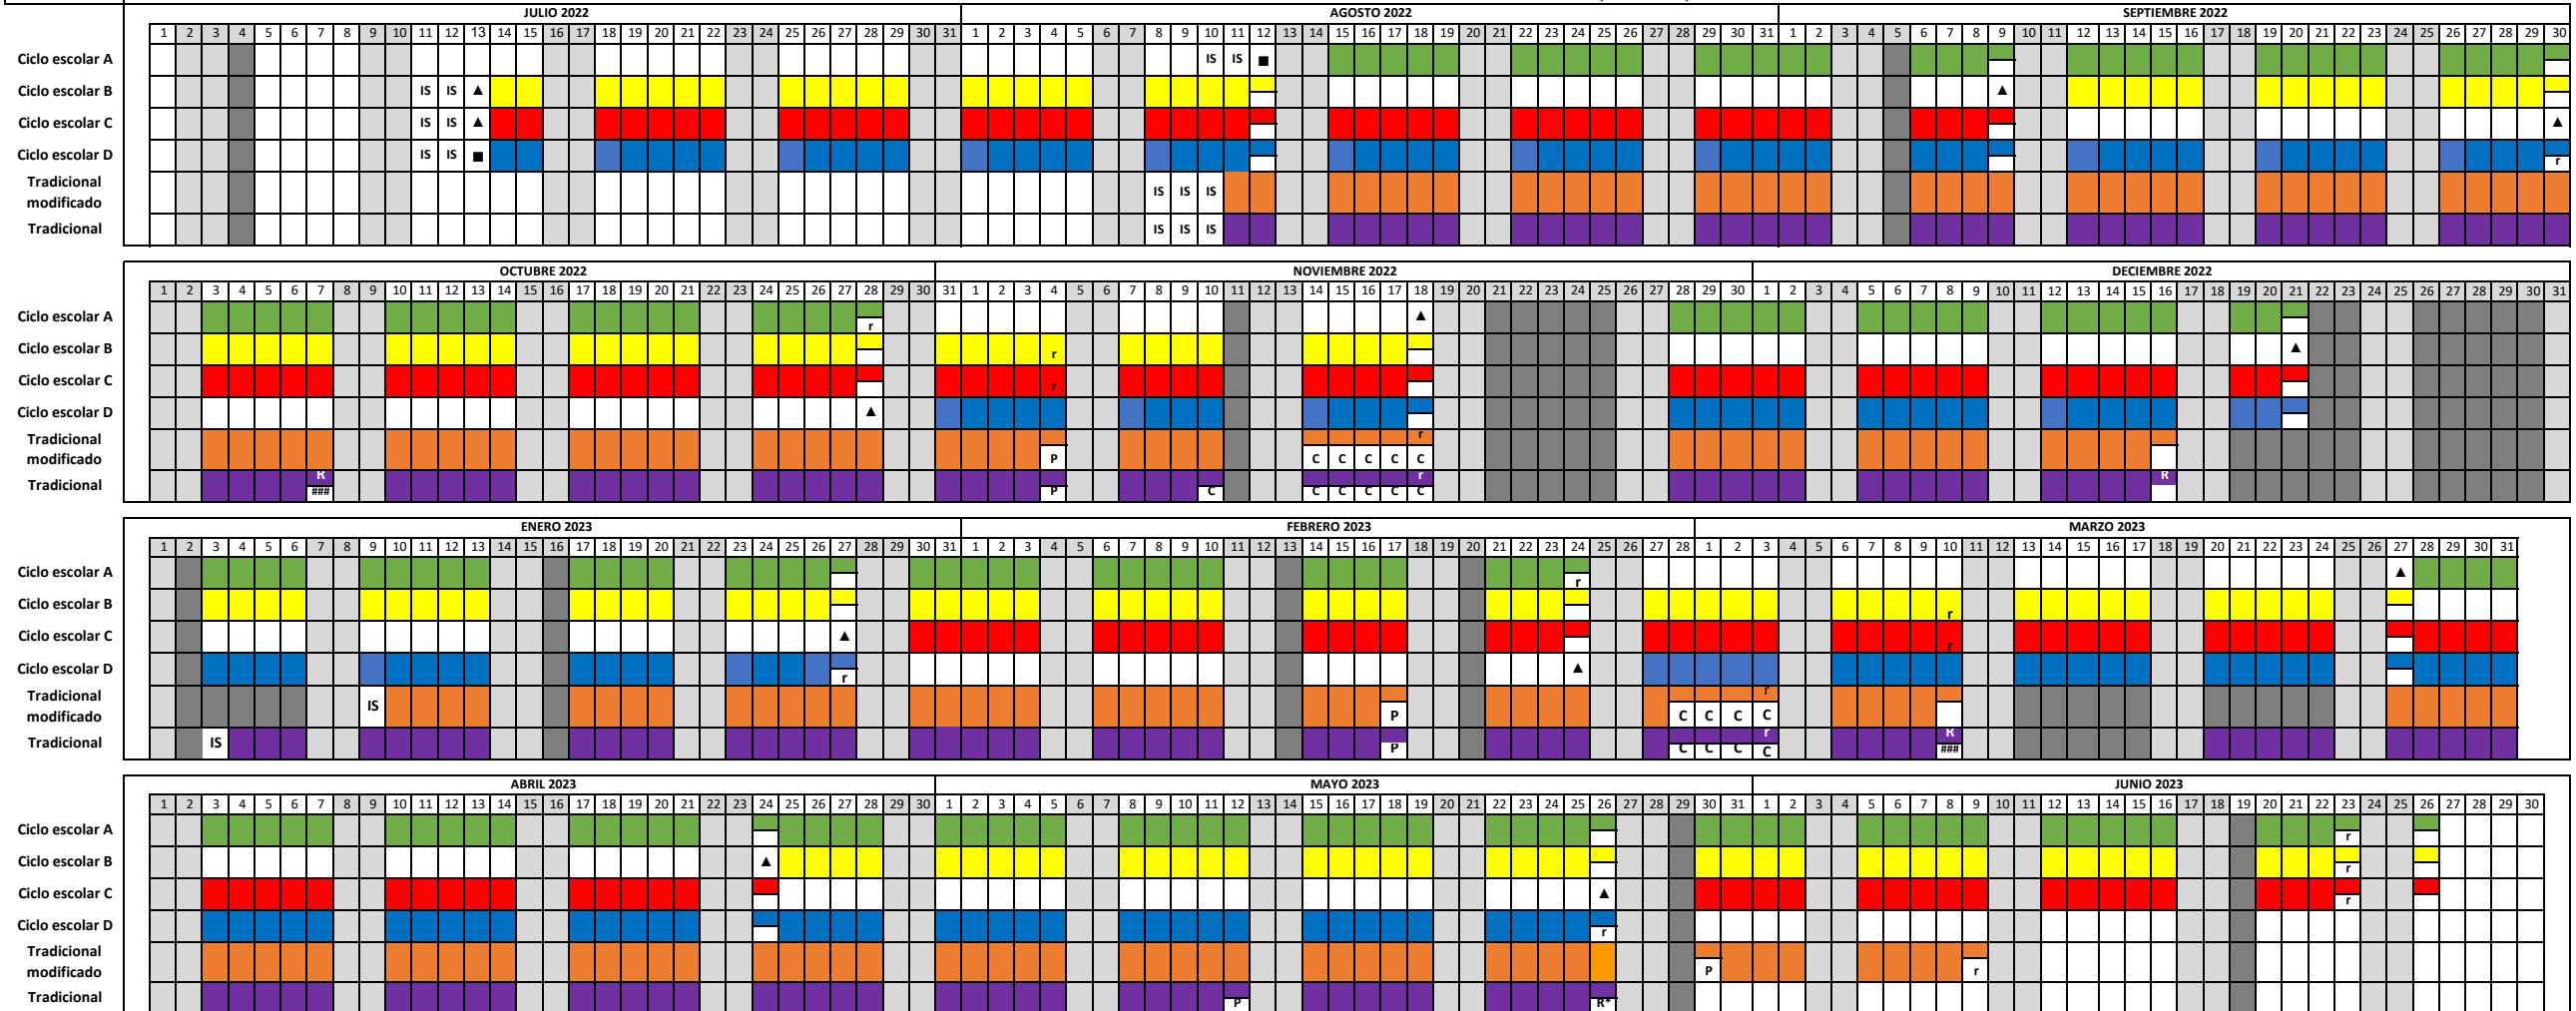 JULIO 2022 AGOSTO 2022 SEPTIEMBRE 2022
1 2 3 4 5 6 7 8 9 10 11 12 13 14 15 16 17 18 19 20 21 22 23 24 25 26 27 28 29 30 31 1 2 3 4 5 6 7 8 9 10 11 12 13 14 15 16 17 18 19 20 21 22 23 24 25 26 27 28 29 30 31 1 2 3 4 5 6 7 8 9 10 11 12 13 14 15 16 17 18 19 20 21 22 23 24 25 26 27 28 29 30
Ciclo escolar A IS IS ■
Ciclo escolar B IS IS ▲ ▲
Ciclo escolar C IS IS ▲ ▲
Ciclo escolar D IS IS ■ r
Tradicional
modificado IS IS IS
Tradicional IS IS IS
OCTUBRE 2022 NOVIEMBRE 2022 DECIEMBRE 2022
1 2 3 4 5 6 7 8 9 10 11 12 13 14 15 16 17 18 19 20 21 22 23 24 25 26 27 28 29 30 31 1 2 3 4 5 6 7 8 9 10 11 12 13 14 15 16 17 18 19 20 21 22 23 24 25 26 27 28 29 30 1 2 3 4 5 6 7 8 9 10 11 12 13 14 15 16 17 18 19 20 21 22 23 24 25 26 27 28 29 30 31
Ciclo escolar A r ▲
Ciclo escolar B r ▲
Ciclo escolar C r
Ciclo escolar D ▲
Tradicional r
modificado P C C C C C
Tradicional R ### P C C C C C r C R
ENERO 2023 FEBRERO 2023 MARZO 2023
1 2 3 4 5 6 7 8 9 10 11 12 13 14 15 16 17 18 19 20 21 22 23 24 25 26 27 28 29 30 31 1 2 3 4 5 6 7 8 9 10 11 12 13 14 15 16 17 18 19 20 21 22 23 24 25 26 27 28 1 2 3 4 5 6 7 8 9 10 11 12 13 14 15 16 17 18 19 20 21 22 23 24 25 26 27 28 29 30 31
Ciclo escolar A r ▲
Ciclo escolar B r
Ciclo escolar C ▲ r
Ciclo escolar D r ▲
Tradicional r
modificado IS P C C C C
Tradicional IS P C C C r C R ###
ABRIL 2023 MAYO 2023 JUNIO 2023
1 2 3 4 5 6 7 8 9 10 11 12 13 14 15 16 17 18 19 20 21 22 23 24 25 26 27 28 29 30 1 2 3 4 5 6 7 8 9 10 11 12 13 14 15 16 17 18 19 20 21 22 23 24 25 26 27 28 29 30 31 1 2 3 4 5 6 7 8 9 10 11 12 13 14 15 16 17 18 19 20 21 22 23 24 25 26 27 28 29 30
Ciclo escolar A r
Ciclo escolar B ▲ r
Ciclo escolar C ▲ r
Ciclo escolar D r
Tradicional
modificado P r
Tradicional P R*